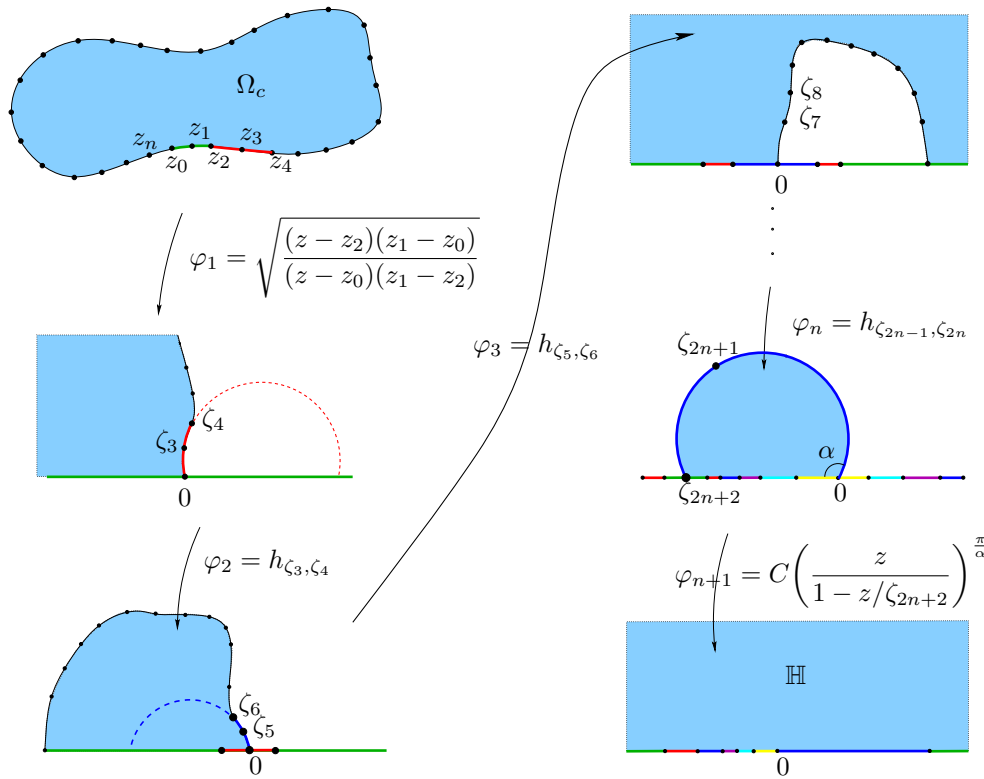 Ω_c
z_n
z_0
z_1
z_2
z_3
z_4
φ_1 = √((z − z_2)(z_1 − z_0) / (z − z_0)(z_1 − z_2))
ζ_3
ζ_4
0
φ_2 = h_{ζ_3,ζ_4}
ζ_6
ζ_5
0
φ_3 = h_{ζ_5,ζ_6}
ζ_8
ζ_7
0
φ_n = h_{ζ_{2n−1},ζ_{2n}}
ζ_{2n+1}
α
ζ_{2n+2}
0
φ_{n+1} = C(z / (1 − z/ζ_{2n+2}))^{π/α}
ℍ
0